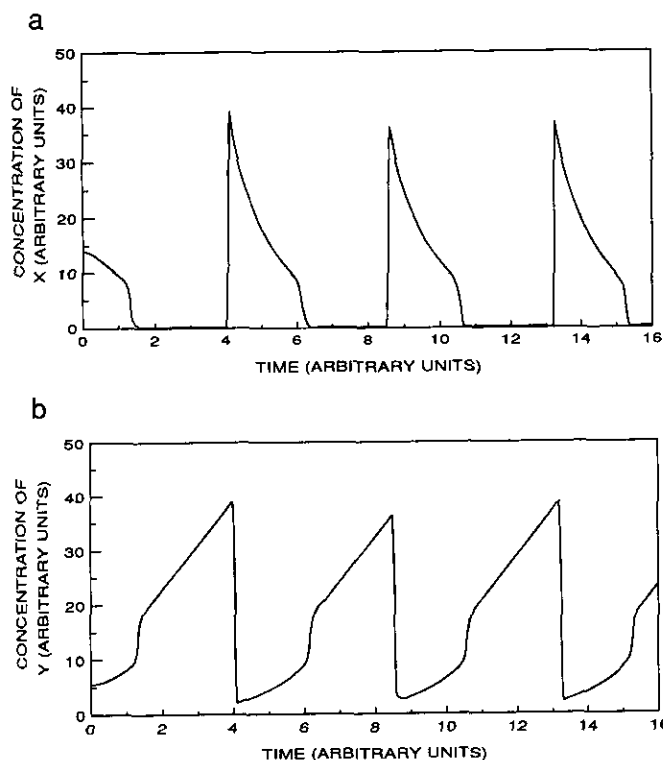 a
50
40
30
20
10
0
CONCENTRATION OF
X (ARBITRARY UNITS)
0 2 4 6 8 10 12 14 16
TIME (ARBITRARY UNITS)
b
50
40
30
20
10
0
CONCENTRATION OF
Y (ARBITRARY UNITS)
0 2 4 6 8 10 12 14 16
TIME (ARBITRARY UNITS)